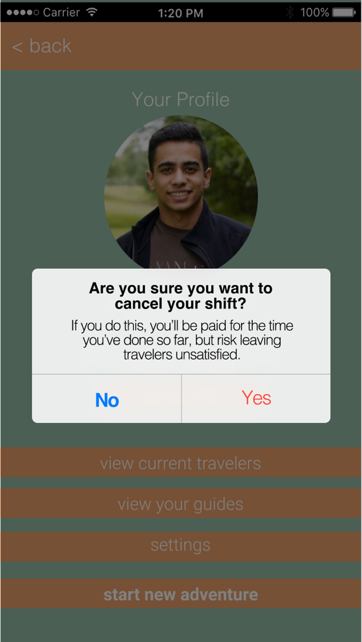 Carrier 1:20 PM 100%
< back
Your Profile
Are you sure you want to
cancel your shift?
If you do this, you'll be paid for the time
you've done so far, but risk leaving
travelers unsatisfied.
No Yes
view current travelers
view your guides
settings
start new adventure